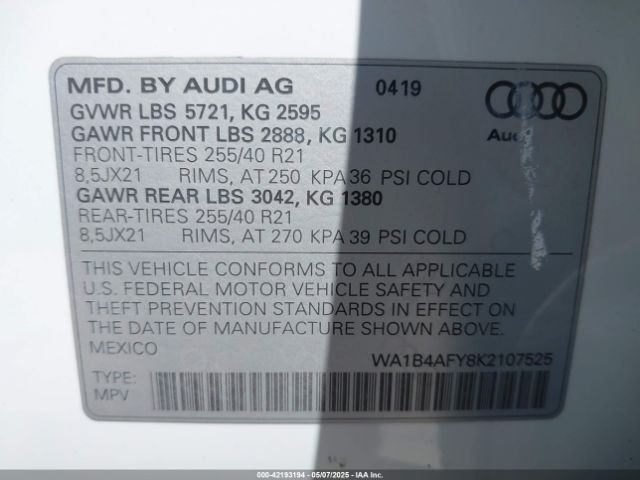 MFD. BY AUDI AG 0419
GVWR LBS 5721, KG 2595
GAWR FRONT LBS 2888, KG 1310
Audi
FRONT-TIRES 255/40 R21
8,5JX21 RIMS, AT 250 KPA 36 PSI COLD
GAWR REAR LBS 3042, KG 1380
REAR-TIRES 255/40 R21
8,5JX21 RIMS, AT 270 KPA 39 PSI COLD
THIS VEHICLE CONFORMS TO ALL APPLICABLE
U.S. FEDERAL MOTOR VEHICLE SAFETY AND
THEFT PREVENTION STANDARDS IN EFFECT ON
THE DATE OF MANUFACTURE SHOWN ABOVE.
MEXICO
WA1B4AFY8K2107525
TYPE:
MPV
000-42193194 - 05/07/2025 - IAA Inc.